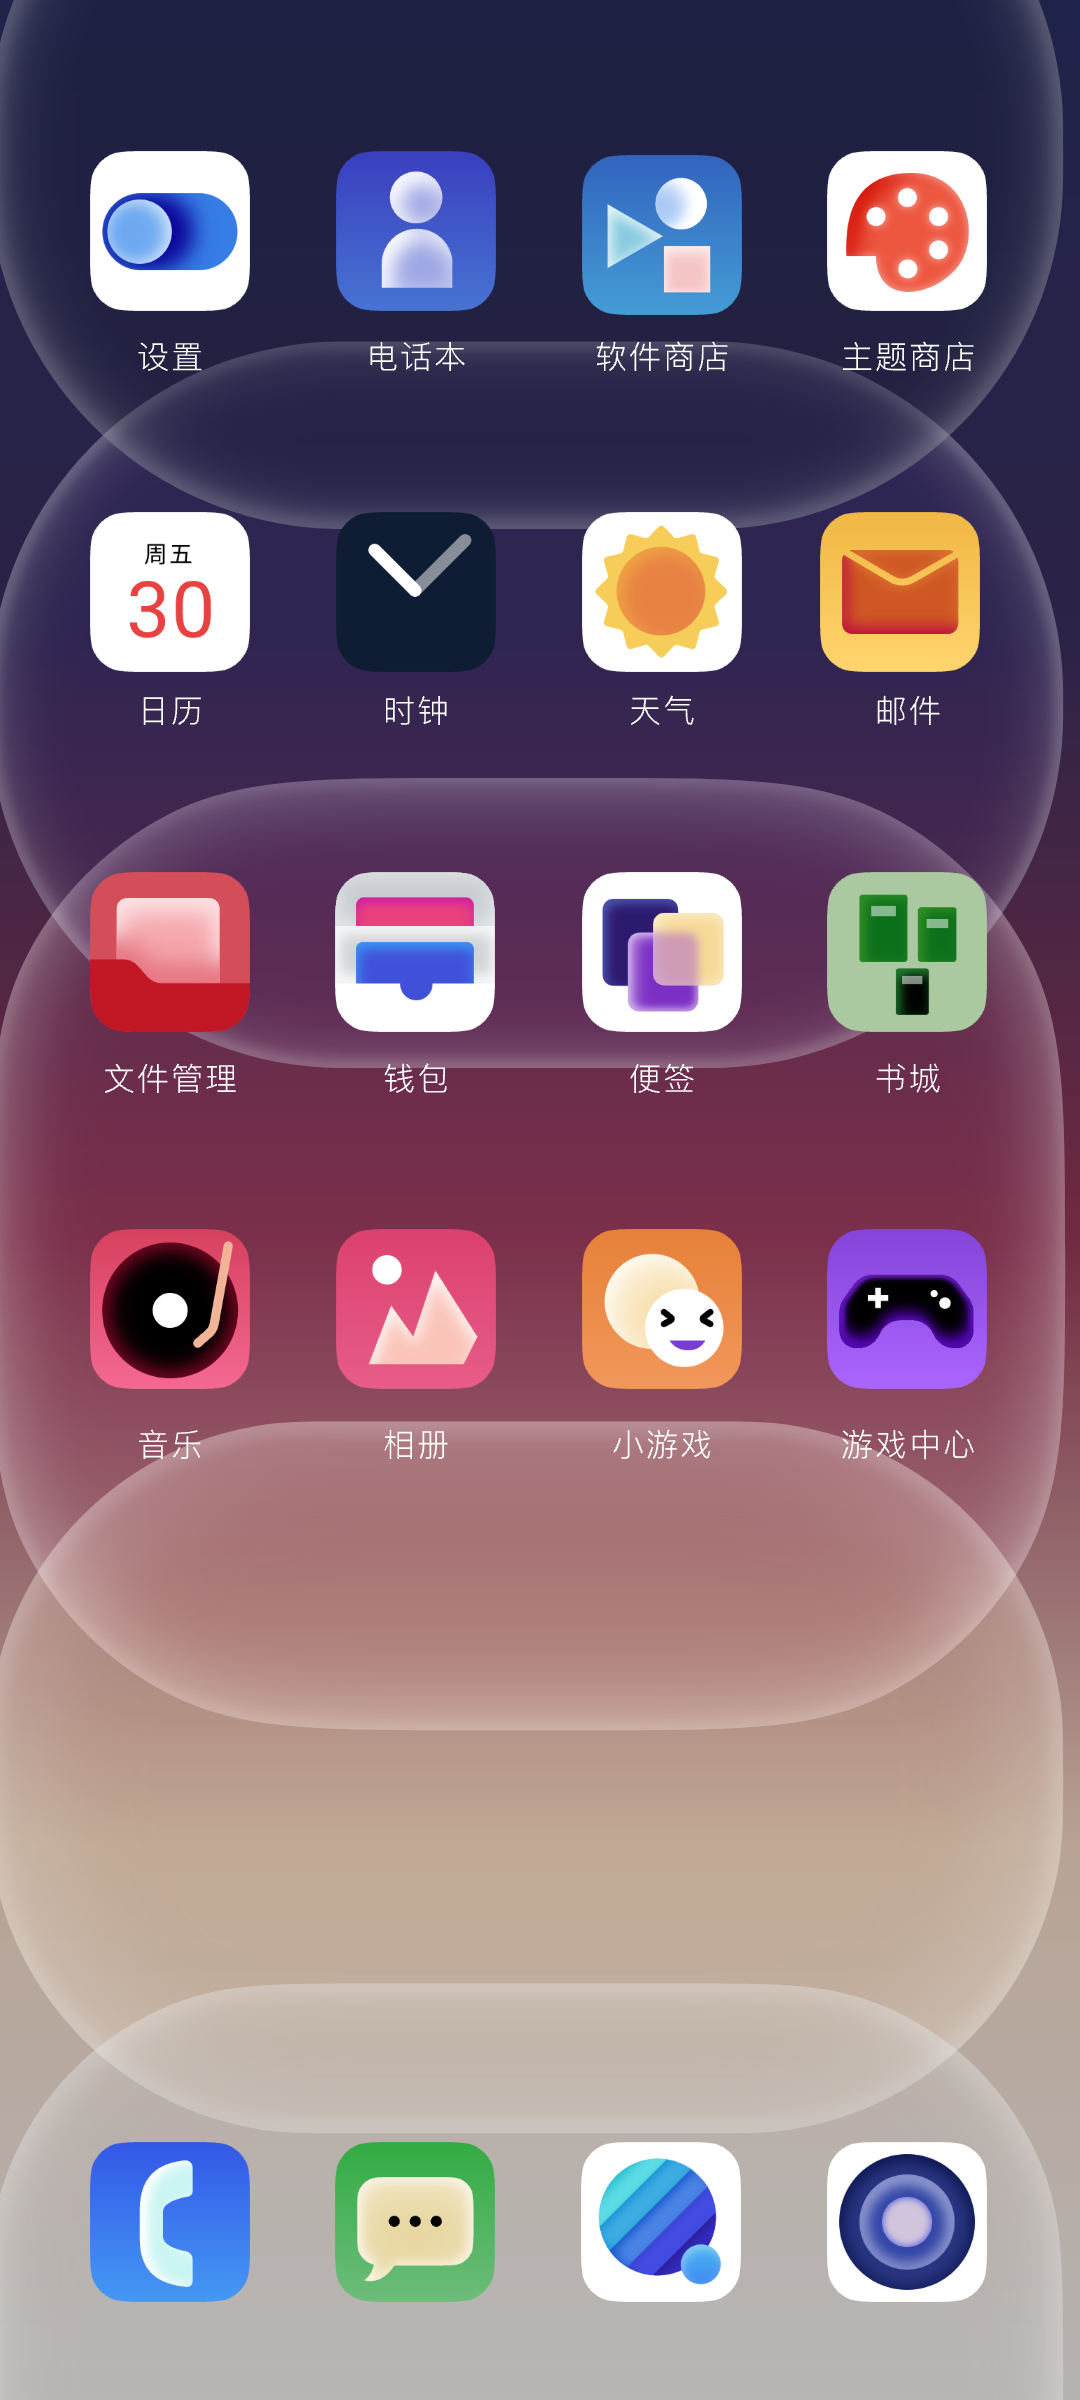 设置 电话本 软件商店 主题商店
周五
30
日历 时钟 天气 邮件
文件管理 钱包 便签 书城
音乐 相册 小游戏 游戏中心